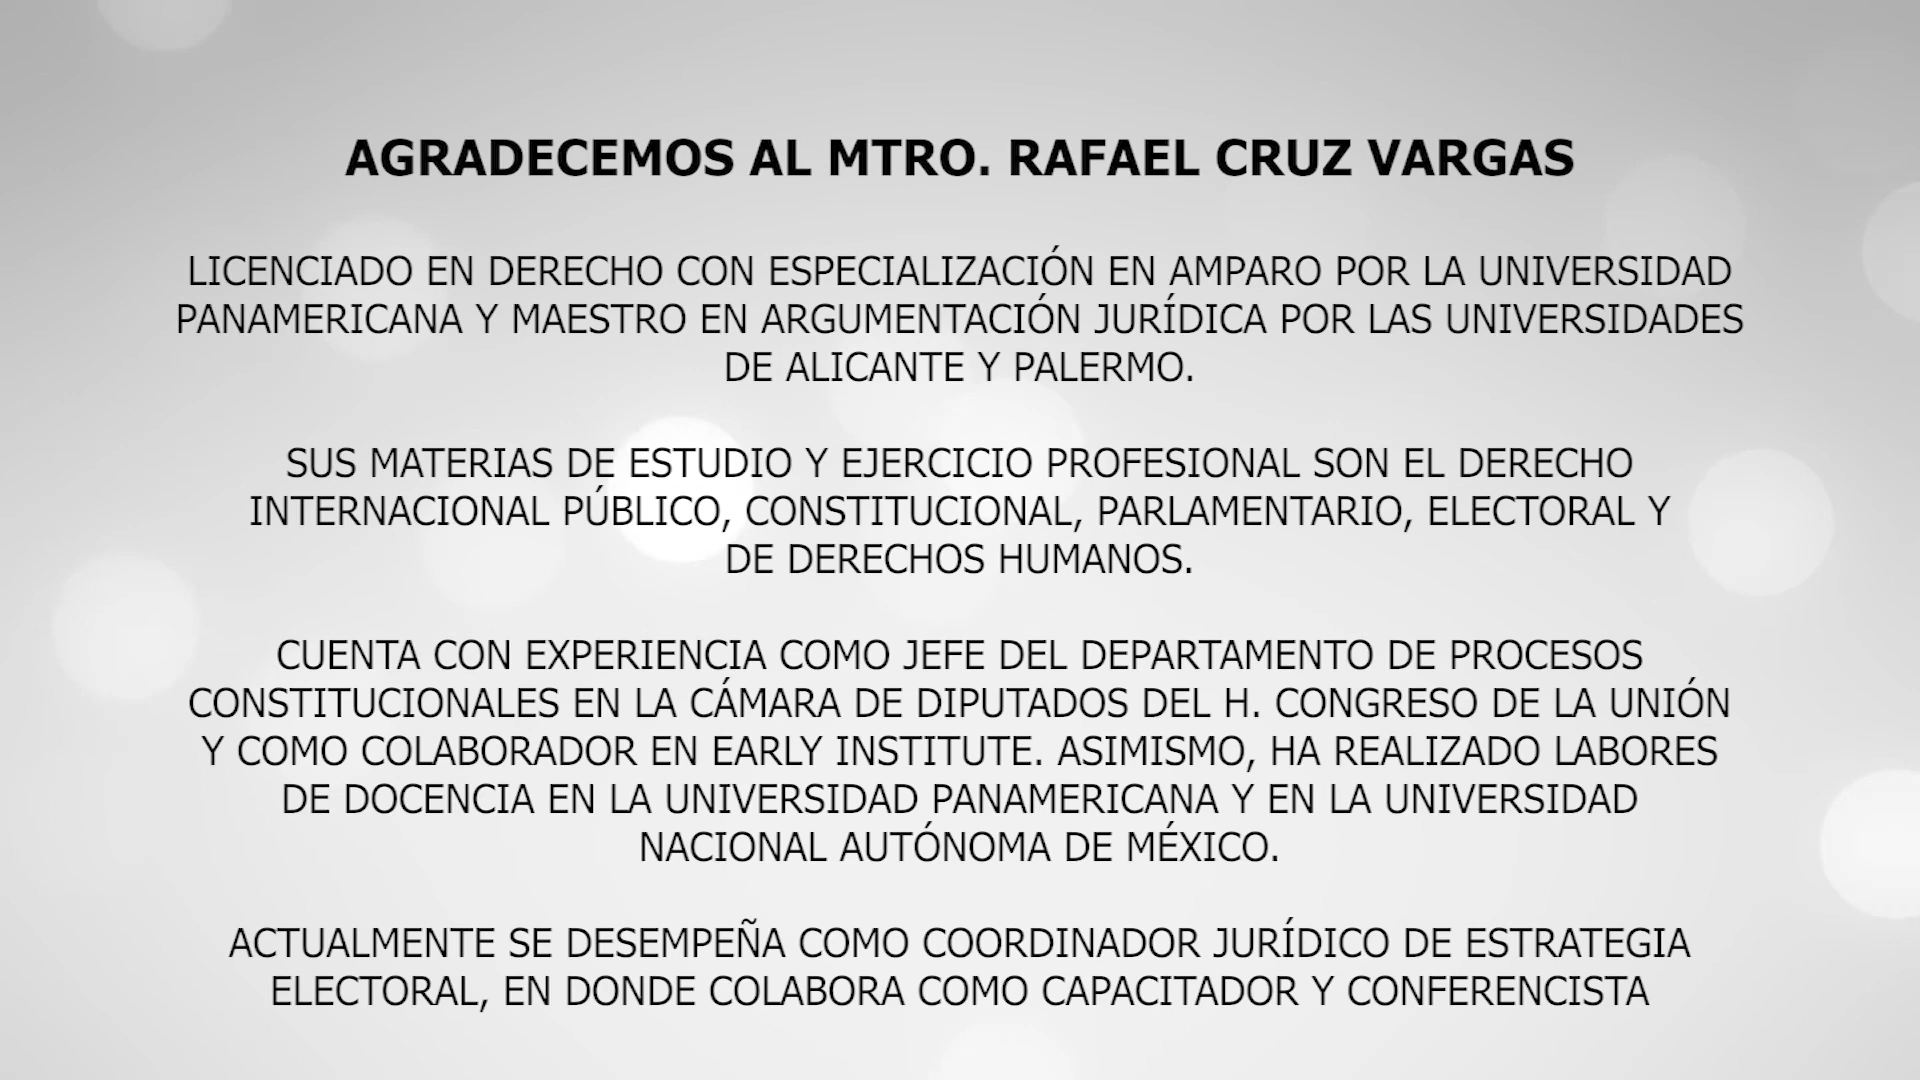 AGRADECEMOS AL MTRO. RAFAEL CRUZ VARGAS
LICENCIADO EN DERECHO CON ESPECIALIZACIÓN EN AMPARO POR LA UNIVERSIDAD
PANAMERICANA Y MAESTRO EN ARGUMENTACIÓN JURÍDICA POR LAS UNIVERSIDADES
DE ALICANTE Y PALERMO.
SUS MATERIAS DE ESTUDIO Y EJERCICIO PROFESIONAL SON EL DERECHO
INTERNACIONAL PÚBLICO, CONSTITUCIONAL, PARLAMENTARIO, ELECTORAL Y
DE DERECHOS HUMANOS.
CUENTA CON EXPERIENCIA COMO JEFE DEL DEPARTAMENTO DE PROCESOS
CONSTITUCIONALES EN LA CÁMARA DE DIPUTADOS DEL H. CONGRESO DE LA UNIÓN
Y COMO COLABORADOR EN EARLY INSTITUTE. ASIMISMO, HA REALIZADO LABORES
DE DOCENCIA EN LA UNIVERSIDAD PANAMERICANA Y EN LA UNIVERSIDAD
NACIONAL AUTÓNOMA DE MÉXICO.
ACTUALMENTE SE DESEMPEÑA COMO COORDINADOR JURÍDICO DE ESTRATEGIA
ELECTORAL, EN DONDE COLABORA COMO CAPACITADOR Y CONFERENCISTA